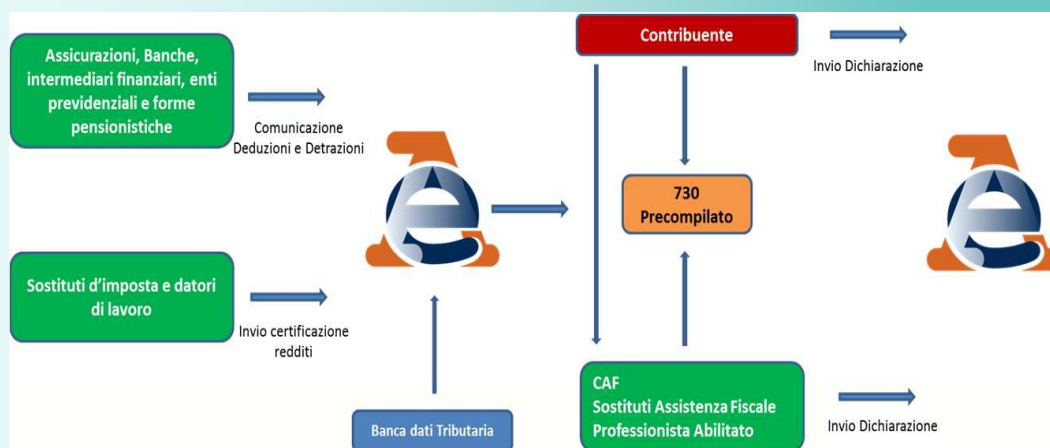 Assicurazioni, Banche,
intermediari finanziari, enti
previdenziali e forme
pensionistiche
Comunicazione
Deduzioni e Detrazioni
Sostituti d'imposta e datori
di lavoro
Invio certificazione
redditi
Banca dati Tributaria
Contribuente
Invio Dichiarazione
730
Precompilato
CAF
Sostituti Assistenza Fiscale
Professionista Abilitato
Invio Dichiarazione